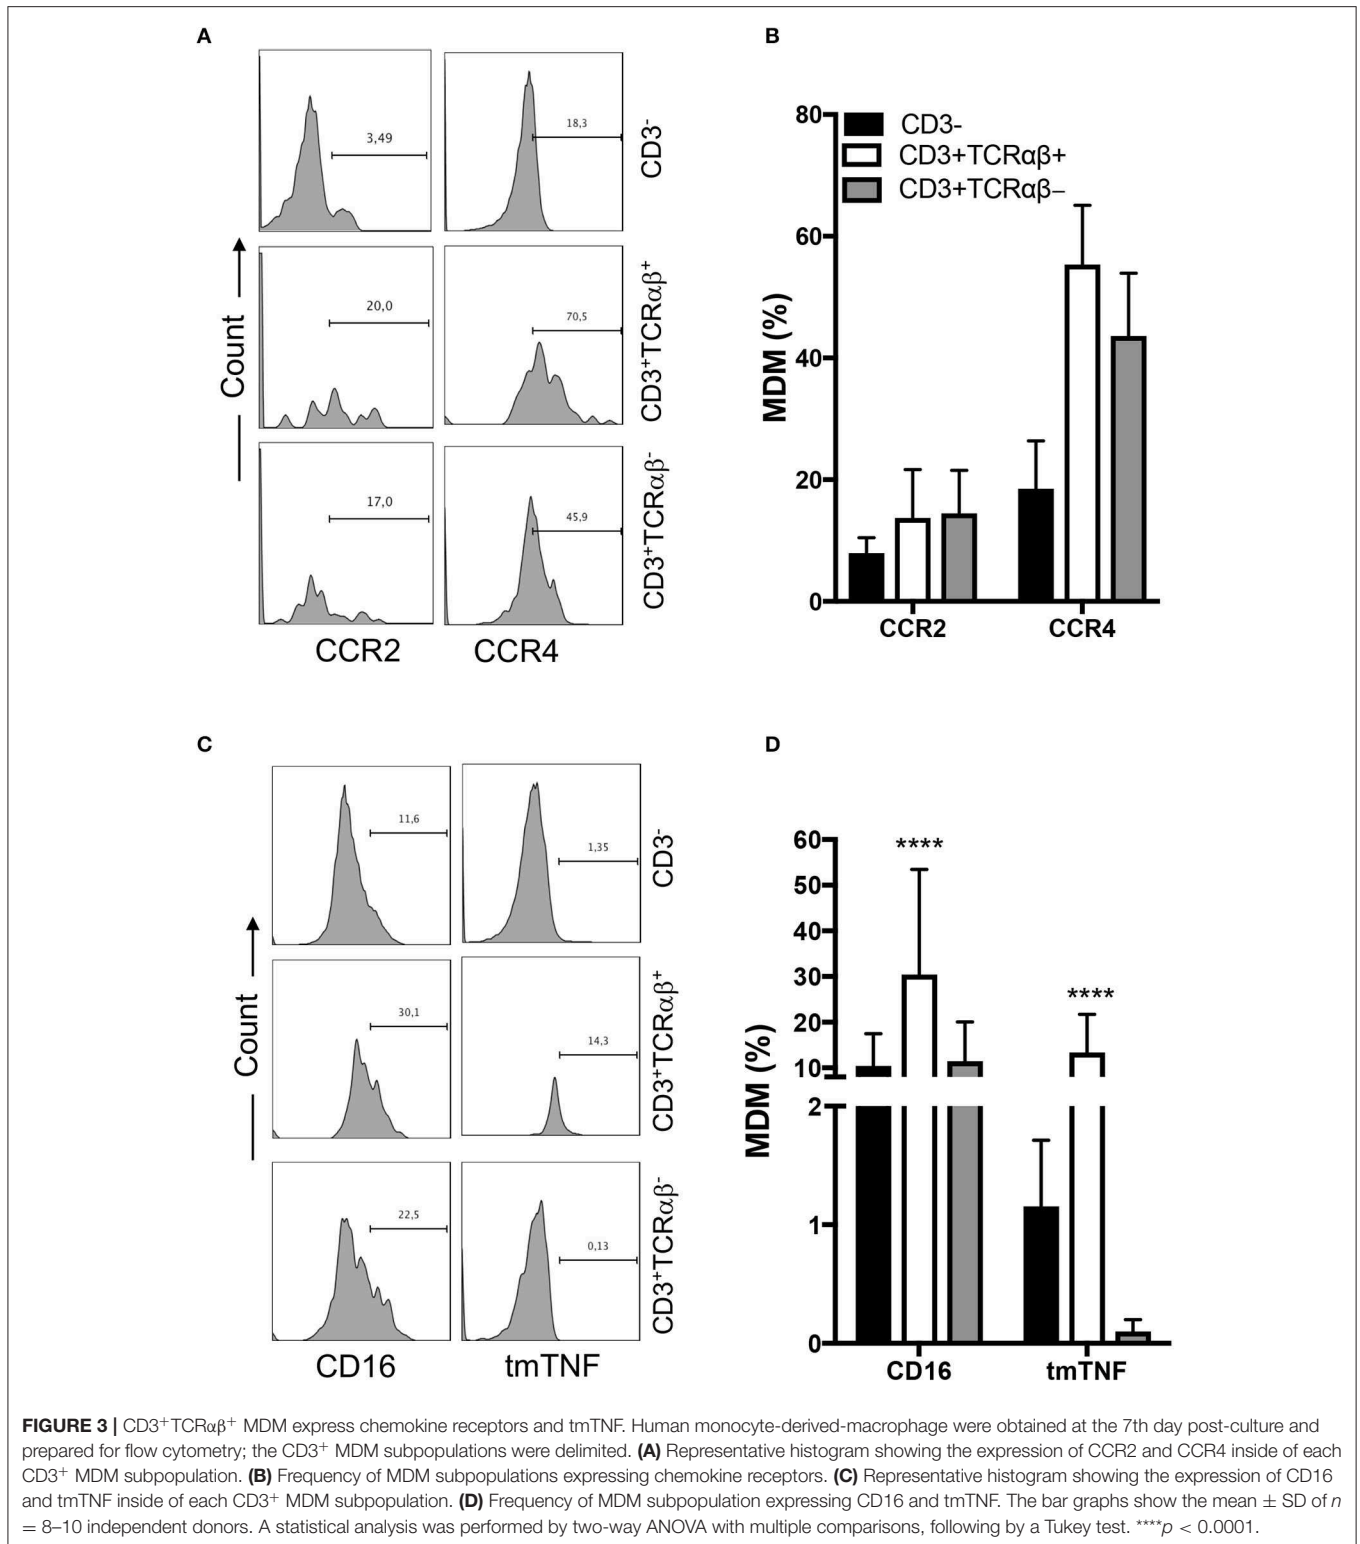 A
3,49
18,3
CD3-
20,0
70,5
CD3+TCRαβ+
17,0
45,9
CD3+TCRαβ-
Count
CCR2
CCR4
B
80
60
40
20
0
MDM (%)
CD3-
CD3+TCRαβ+
CD3+TCRαβ–
CCR2
CCR4
C
11,6
1,35
CD3-
30,1
14,3
CD3+TCRαβ+
22,5
0,13
CD3+TCRαβ-
Count
CD16
tmTNF
D
60
50
40
30
20
10
2
1
0
MDM (%)
****
****
CD16
tmTNF
FIGURE 3 | CD3+TCRαβ+ MDM express chemokine receptors and tmTNF. Human monocyte-derived-macrophage were obtained at the 7th day post-culture and
prepared for flow cytometry; the CD3+ MDM subpopulations were delimited. (A) Representative histogram showing the expression of CCR2 and CCR4 inside of each
CD3+ MDM subpopulation. (B) Frequency of MDM subpopulations expressing chemokine receptors. (C) Representative histogram showing the expression of CD16
and tmTNF inside of each CD3+ MDM subpopulation. (D) Frequency of MDM subpopulation expressing CD16 and tmTNF. The bar graphs show the mean ± SD of n
= 8–10 independent donors. A statistical analysis was performed by two-way ANOVA with multiple comparisons, following by a Tukey test. ****p < 0.0001.